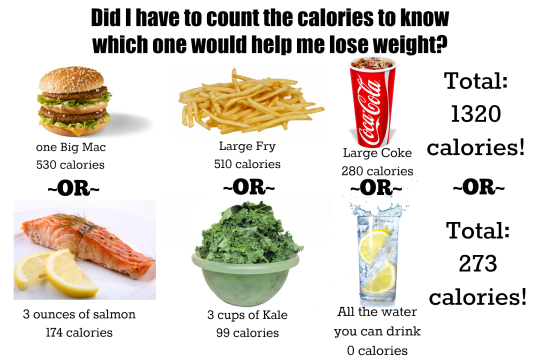 Did I have to count the calories to know
which one would help me lose weight?
Coca-Cola
one Big Mac
530 calories
Large Fry
510 calories
Large Coke
280 calories
Total:
1320
calories!
~OR~
~OR~
~OR~
~OR~
3 ounces of salmon
174 calories
3 cups of Kale
99 calories
All the water
you can drink
0 calories
Total:
273
calories!